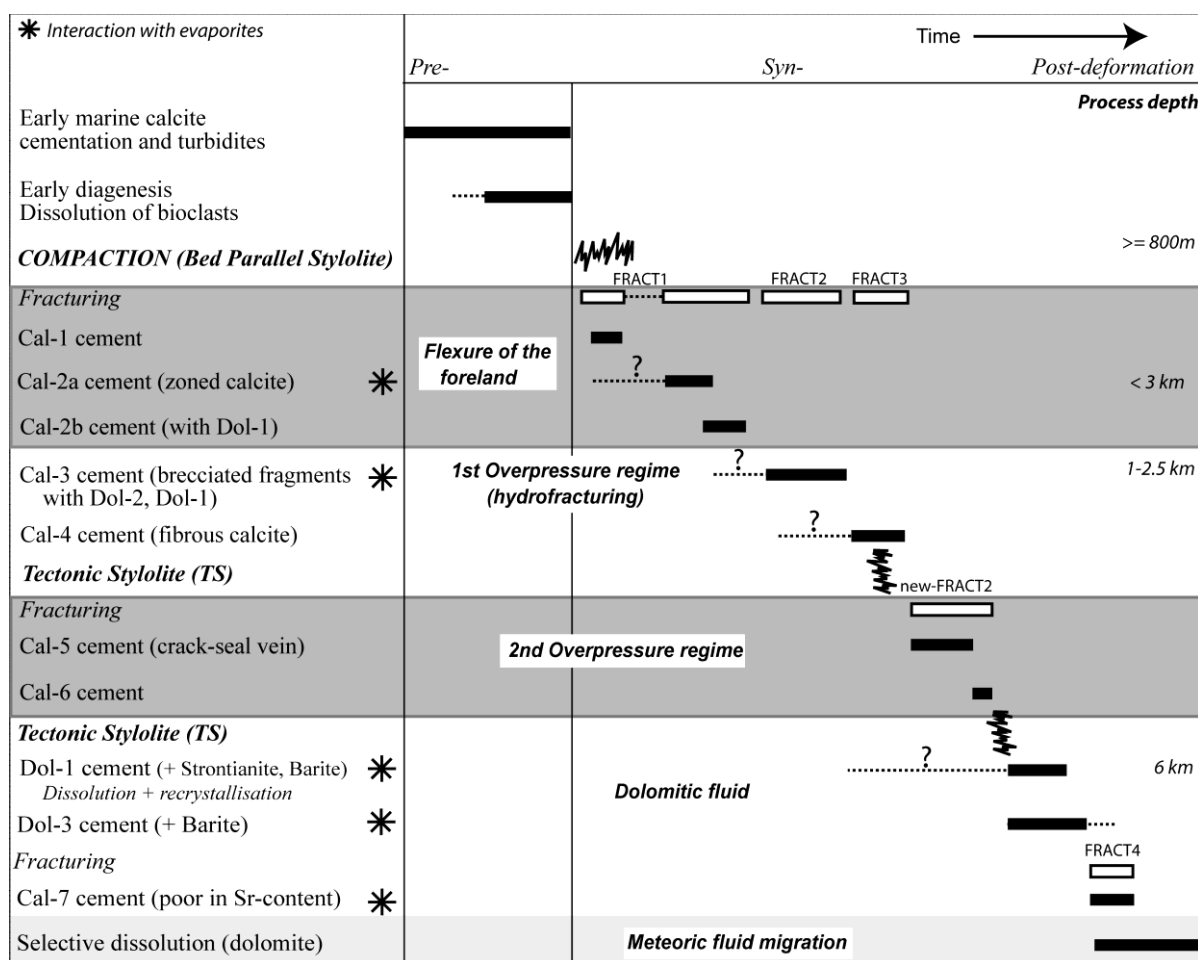 ✳ Interaction with evaporites
Time
Pre-
Syn-
Post-deformation
Process depth
Early marine calcite
cementation and turbidites
Early diagenesis
Dissolution of bioclasts
COMPACTION (Bed Parallel Stylolite)
>= 800m
Fracturing
FRACT1
FRACT2
FRACT3
Cal-1 cement
Flexure of the
foreland
Cal-2a cement (zoned calcite)
?
< 3 km
Cal-2b cement (with Dol-1)
Cal-3 cement (brecciated fragments
with Dol-2, Dol-1)
1st Overpressure regime
(hydrofracturing)
?
1-2.5 km
Cal-4 cement (fibrous calcite)
?
Tectonic Stylolite (TS)
new-FRACT2
Fracturing
Cal-5 cement (crack-seal vein)
2nd Overpressure regime
Cal-6 cement
Tectonic Stylolite (TS)
Dol-1 cement (+ Strontianite, Barite)
Dissolution + recrystallisation
?
6 km
Dolomitic fluid
Dol-3 cement (+ Barite)
Fracturing
FRACT4
Cal-7 cement (poor in Sr-content)
Selective dissolution (dolomite)
Meteoric fluid migration